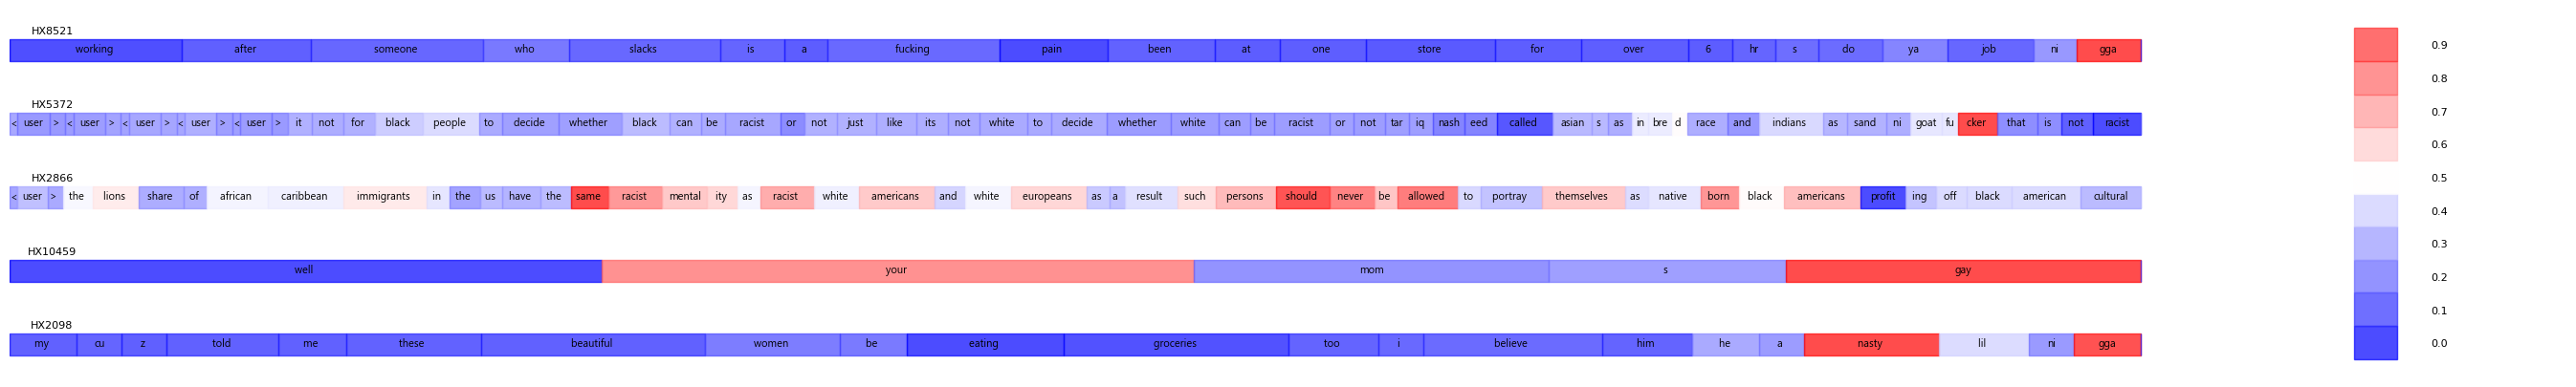 HX8521
working after someone who slacks is a fucking pain been at one store for over 6 hr s do ya job ni gga
HX5372
< user > < user > < user > < user > < user > it not for black people to decide whether black can be racist or not just like its not white to decide whether white can be racist or not tar iq nash eed called asian s as in bre d race and indians as sand ni goat fu cker that is not racist
HX2866
< user > the lions share of african caribbean immigrants in the us have the same racist mental ity as racist white americans and white europeans as a result such persons should never be allowed to portray themselves as native born black americans profit ing off black american cultural
HX10459
well your mom s gay
HX2098
my cu z told me these beautiful women be eating groceries too i believe him he a nasty lil ni gga
0.9
0.8
0.7
0.6
0.5
0.4
0.3
0.2
0.1
0.0